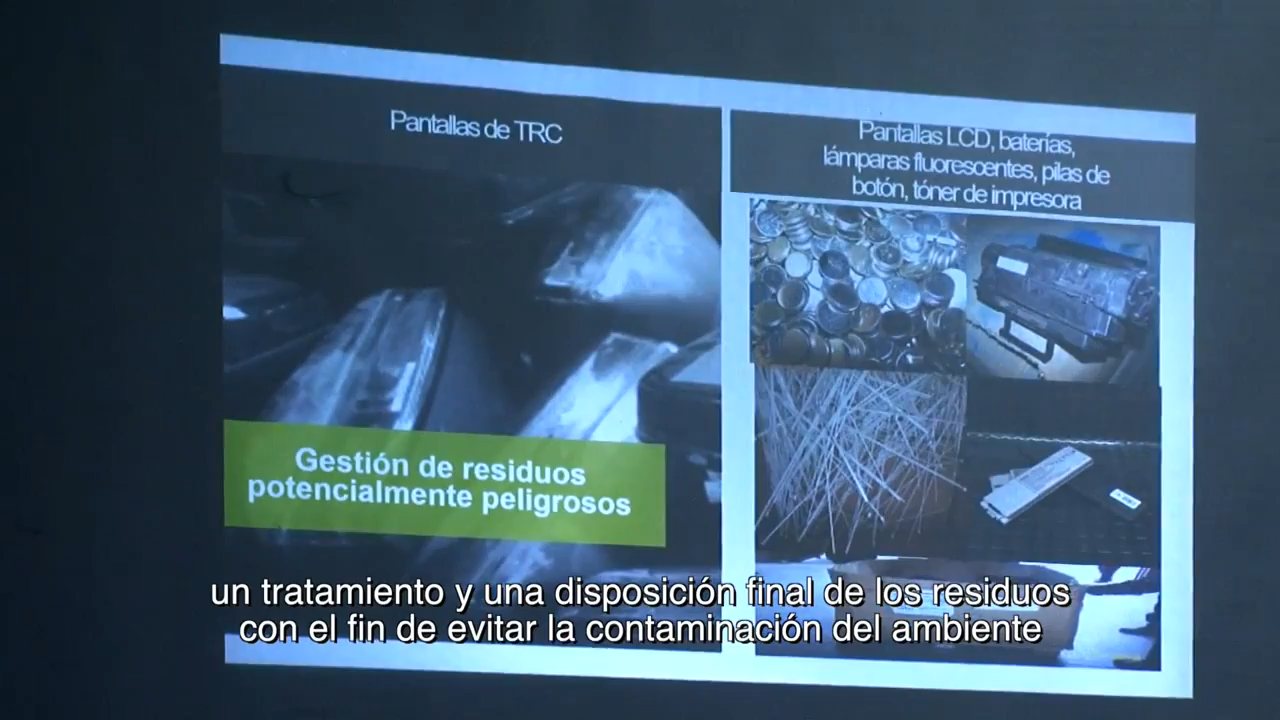 Pantallas de TRC
Pantallas LCD, baterías,
lámparas fluorescentes, pilas de
botón, tóner de impresora
Gestión de residuos
potencialmente peligrosos
un tratamiento y una disposición final de los residuos
con el fin de evitar la contaminación del ambiente